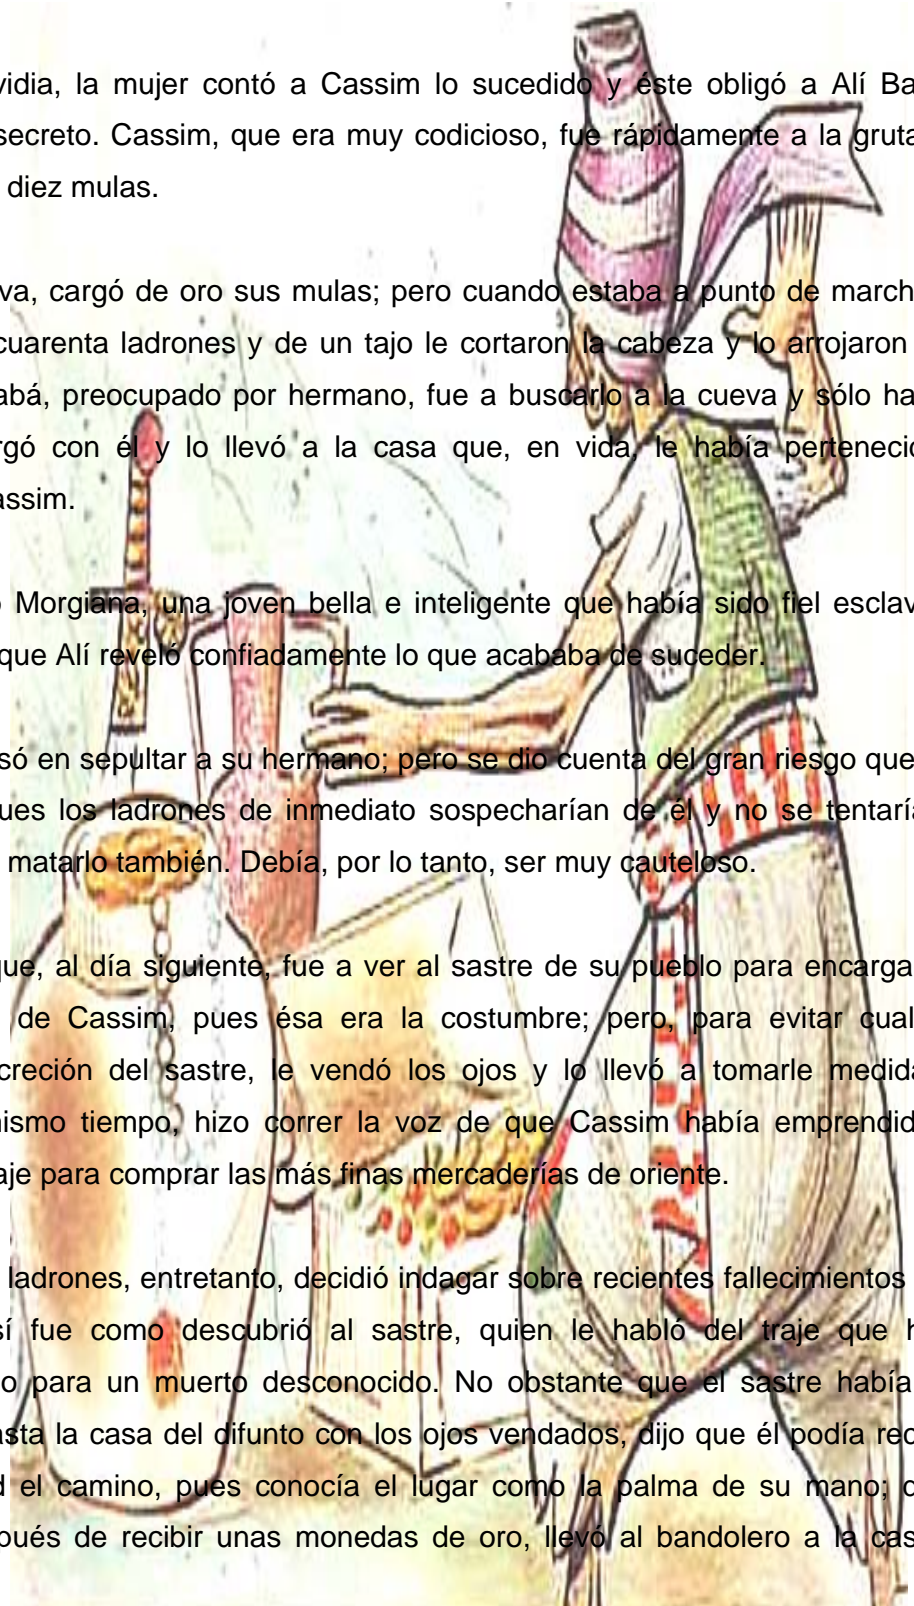 vidia, la mujer contó a Cassim lo sucedido y éste obligó a Alí Ba
secreto. Cassim, que era muy codicioso, fue rápidamente a la gruta
diez mulas.
va, cargó de oro sus mulas; pero cuando estaba a punto de march
cuarenta ladrones y de un tajo le cortaron la cabeza y lo arrojaron
abá, preocupado por hermano, fue a buscarlo a la cueva y sólo ha
rgó con él y lo llevó a la casa que, en vida, le había pertenecid
assim.
Morgiana, una joven bella e inteligente que había sido fiel esclav
que Alí reveló confiadamente lo que acababa de suceder.
só en sepultar a su hermano; pero se dio cuenta del gran riesgo que
ues los ladrones de inmediato sospecharían de él y no se tentaría
matarlo también. Debía, por lo tanto, ser muy cauteloso.
que, al día siguiente, fue a ver al sastre de su pueblo para encarga
de Cassim, pues ésa era la costumbre; pero, para evitar cual
creción del sastre, le vendó los ojos y lo llevó a tomarle medida
nismo tiempo, hizo correr la voz de que Cassim había emprendid
aje para comprar las más finas mercaderías de oriente.
ladrones, entretanto, decidió indagar sobre recientes fallecimientos
sí fue como descubrió al sastre, quien le habló del traje que h
o para un muerto desconocido. No obstante que el sastre había
asta la casa del difunto con los ojos vendados, dijo que él podía rec
d el camino, pues conocía el lugar como la palma de su mano; d
pués de recibir unas monedas de oro, llevó al bandolero a la cas